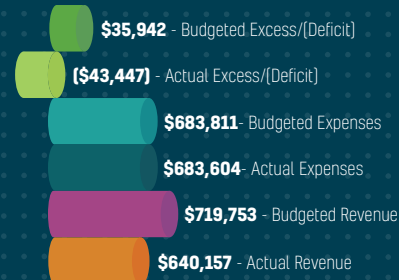 $35,942 - Budgeted Excess/(Deficit)
($43,447) - Actual Excess/(Deficit)
$683,811- Budgeted Expenses
$683,604- Actual Expenses
$719,753 - Budgeted Revenue
$640,157 - Actual Revenue